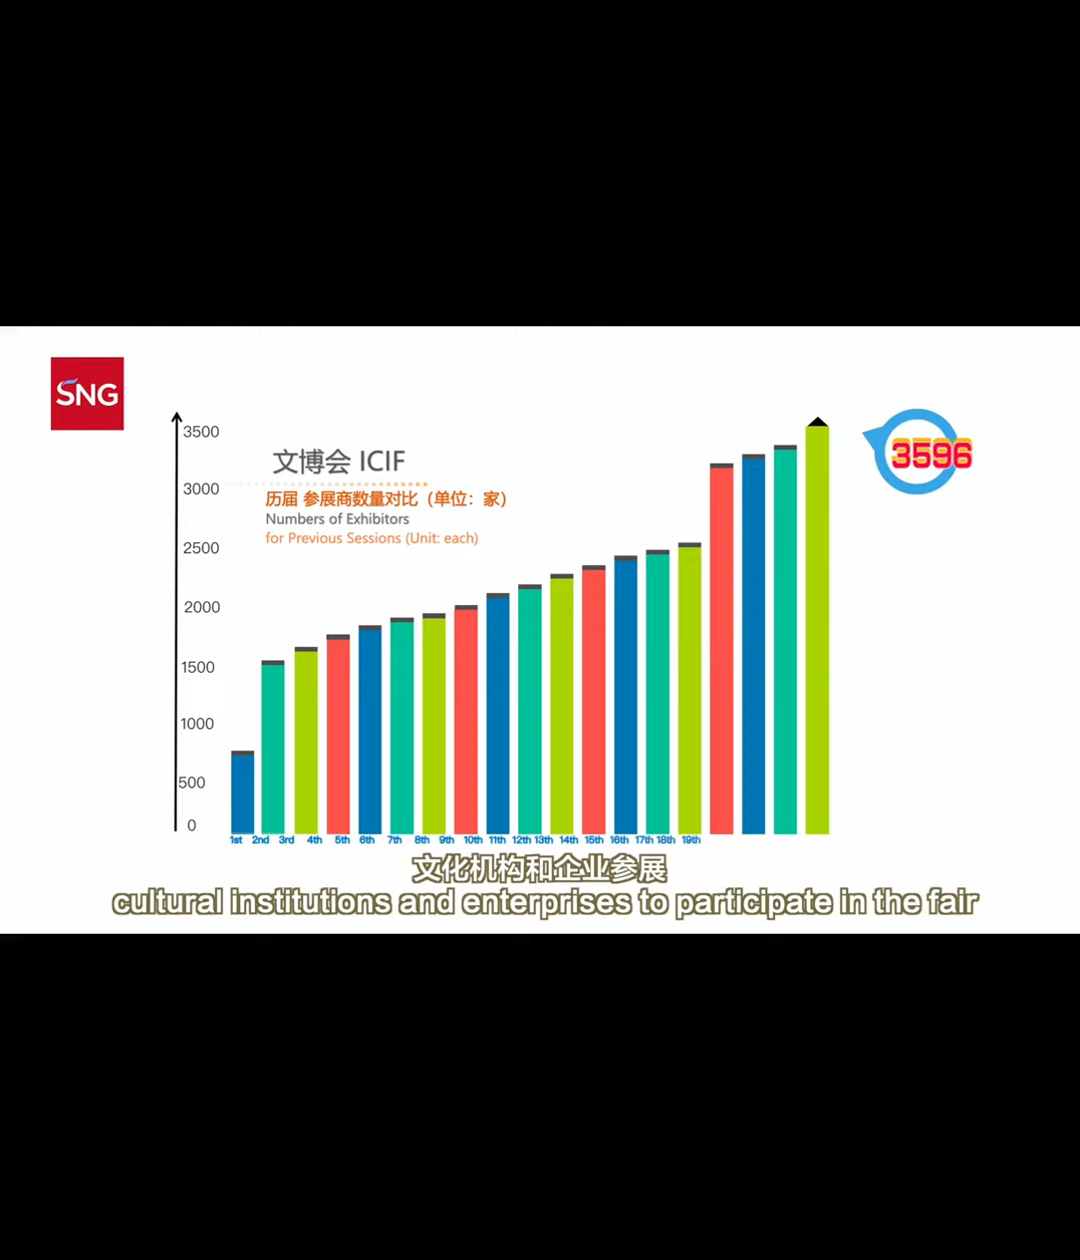 SNG
3500
3000
2500
2000
1500
1000
500
0
文博会 ICIF
历届 参展商数量对比（单位：家）
Numbers of Exhibitors
for Previous Sessions (Unit: each)
3596
1st 2nd 3rd 4th 5th 6th 7th 8th 9th 10th 11th 12th 13th 14th 15th 16th 17th 18th 19th
文化机构和企业参展
cultural institutions and enterprises to participate in the fair